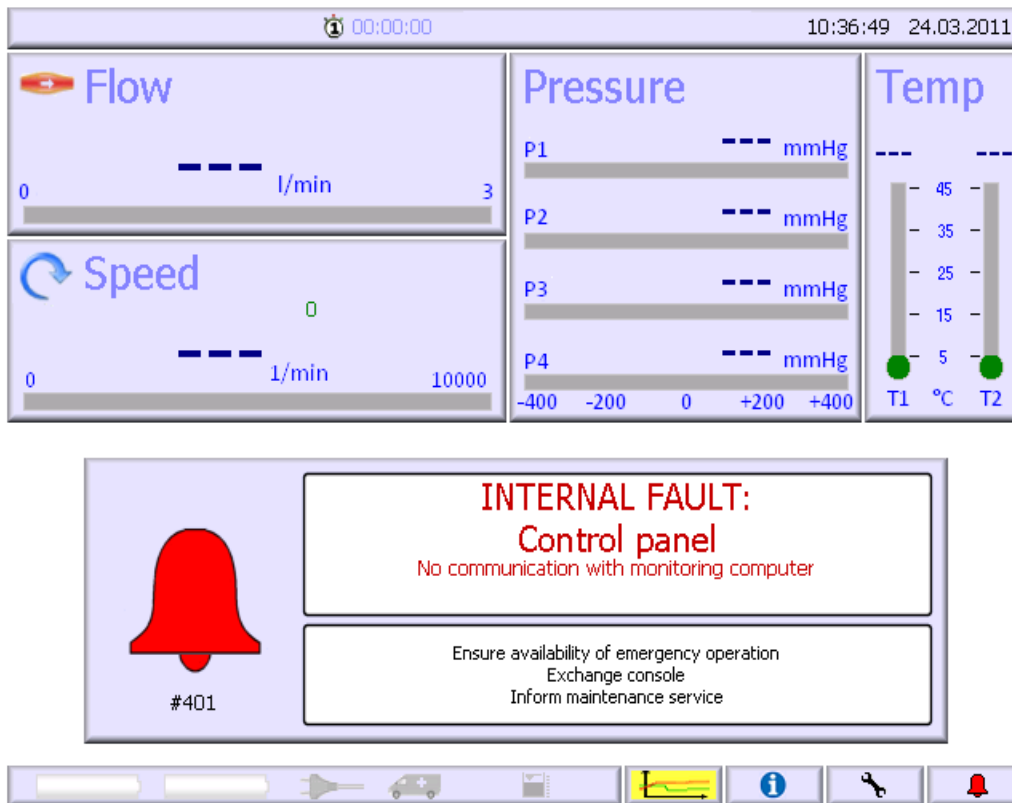 1 00:00:00 10:36:49 24.03.2011
Flow
--- l/min
0 3
Speed
0
--- 1/min
0 10000
Pressure
P1 --- mmHg
P2 --- mmHg
P3 --- mmHg
P4 --- mmHg
-400 -200 0 +200 +400
Temp
--- ---
45
35
25
15
5
T1 °C T2
INTERNAL FAULT:
Control panel
No communication with monitoring computer
#401
Ensure availability of emergency operation
Exchange console
Inform maintenance service